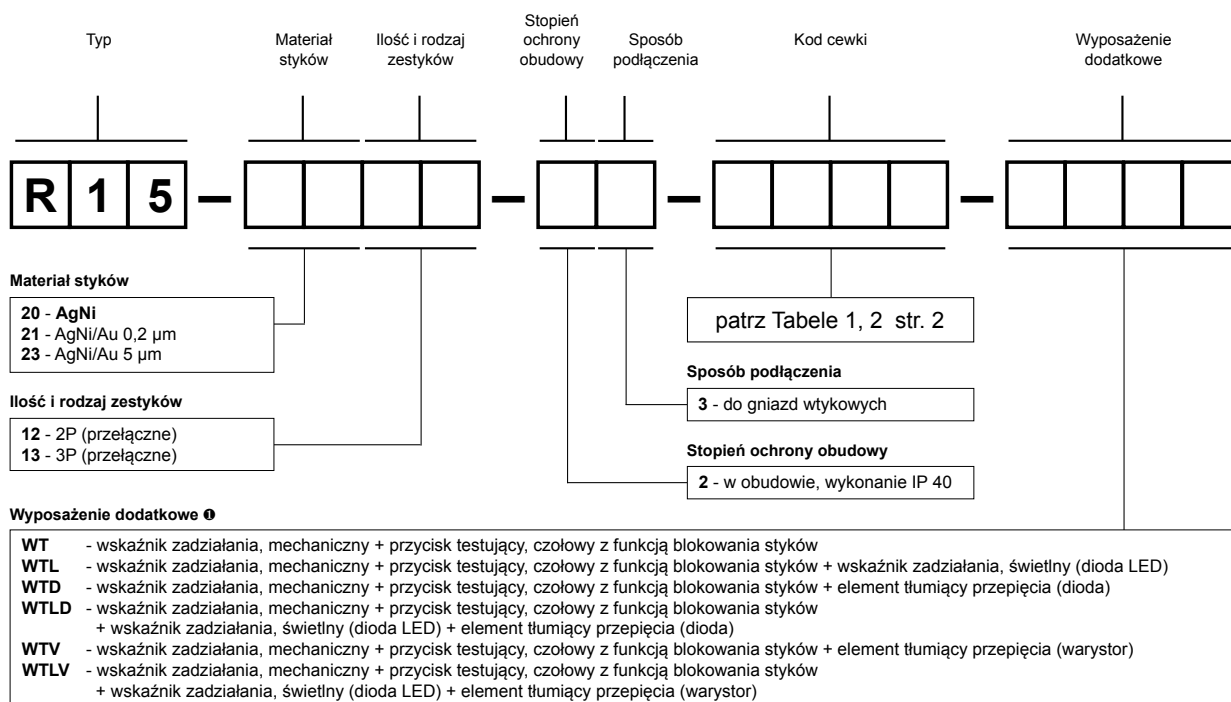 Typ
Materiał
styków
Ilość i rodzaj
zestyków
Stopień
ochrony
obudowy
Sposób
podłączenia
Kod cewki
Wyposażenie
dodatkowe
R 1 5 – – – –
Materiał styków
20 - AgNi
21 - AgNi/Au 0,2 µm
23 - AgNi/Au 5 µm
patrz Tabele 1, 2 str. 2
Sposób podłączenia
3 - do gniazd wtykowych
Ilość i rodzaj zestyków
12 - 2P (przełączne)
13 - 3P (przełączne)
Stopień ochrony obudowy
2 - w obudowie, wykonanie IP 40
Wyposażenie dodatkowe ❶
WT - wskaźnik zadziałania, mechaniczny + przycisk testujący, czołowy z funkcją blokowania styków
WTL - wskaźnik zadziałania, mechaniczny + przycisk testujący, czołowy z funkcją blokowania styków + wskaźnik zadziałania, świetlny (dioda LED)
WTD - wskaźnik zadziałania, mechaniczny + przycisk testujący, czołowy z funkcją blokowania styków + element tłumiący przepięcia (dioda)
WTLD - wskaźnik zadziałania, mechaniczny + przycisk testujący, czołowy z funkcją blokowania styków
+ wskaźnik zadziałania, świetlny (dioda LED) + element tłumiący przepięcia (dioda)
WTV - wskaźnik zadziałania, mechaniczny + przycisk testujący, czołowy z funkcją blokowania styków + element tłumiący przepięcia (warystor)
WTLV - wskaźnik zadziałania, mechaniczny + przycisk testujący, czołowy z funkcją blokowania styków
+ wskaźnik zadziałania, świetlny (dioda LED) + element tłumiący przepięcia (warystor)